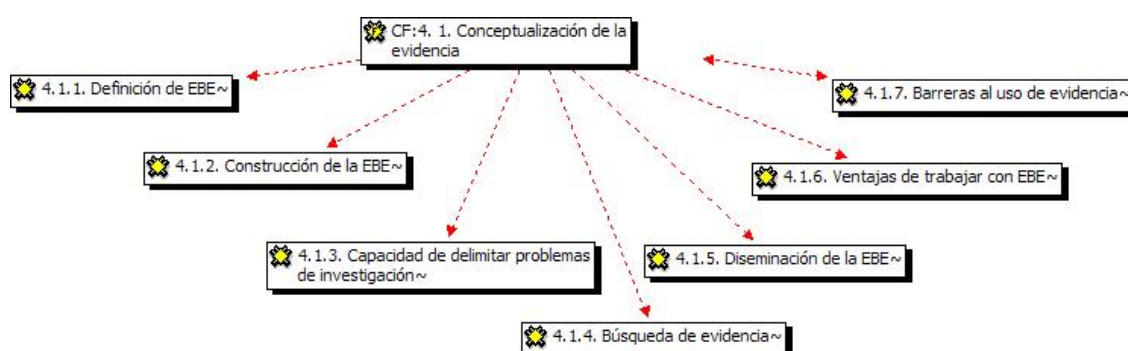 CF:4. 1. Conceptualización de la
evidencia
4.1.1. Definición de EBE~
4.1.7. Barreras al uso de evidencia~
4.1.2. Construcción de la EBE~
4.1.6. Ventajas de trabajar con EBE~
4.1.3. Capacidad de delimitar problemas
de investigación~
4.1.5. Diseminación de la EBE~
4.1.4. Búsqueda de evidencia~